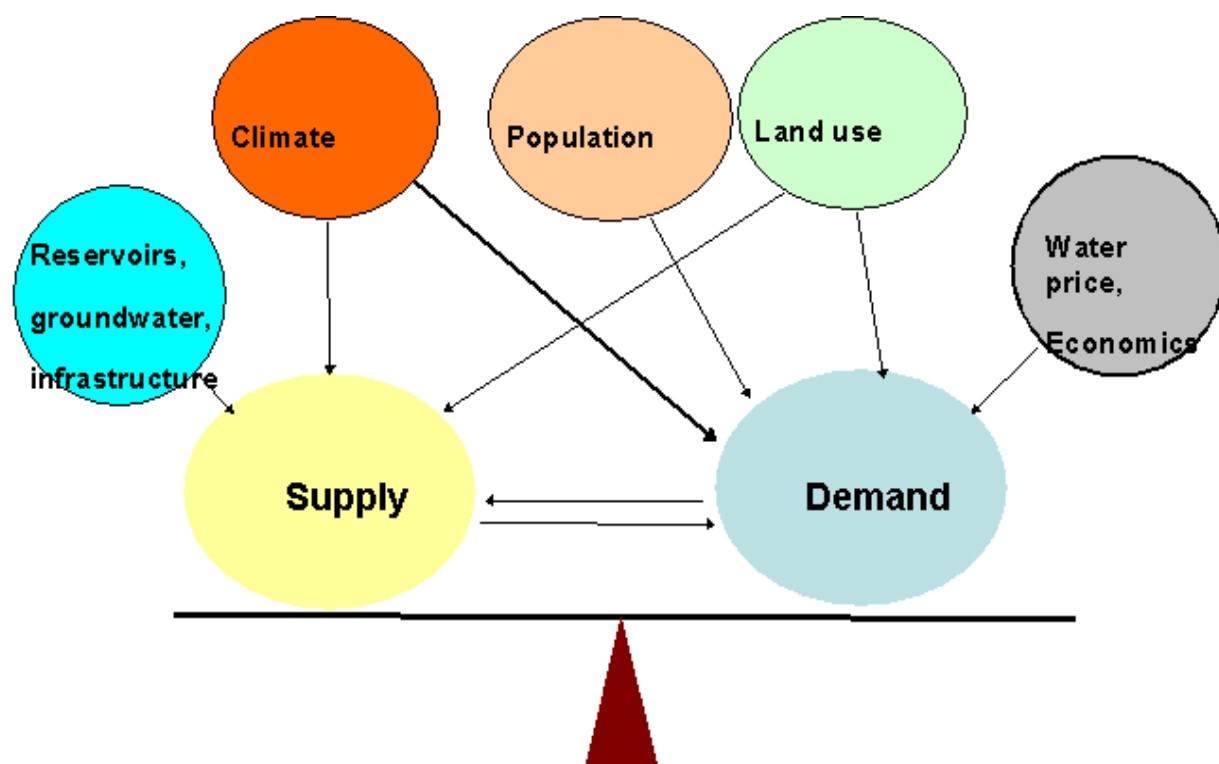 Climate
Population
Land use
Reservoirs,
groundwater,
infrastructure
Water
price,
Economics
Supply
Demand